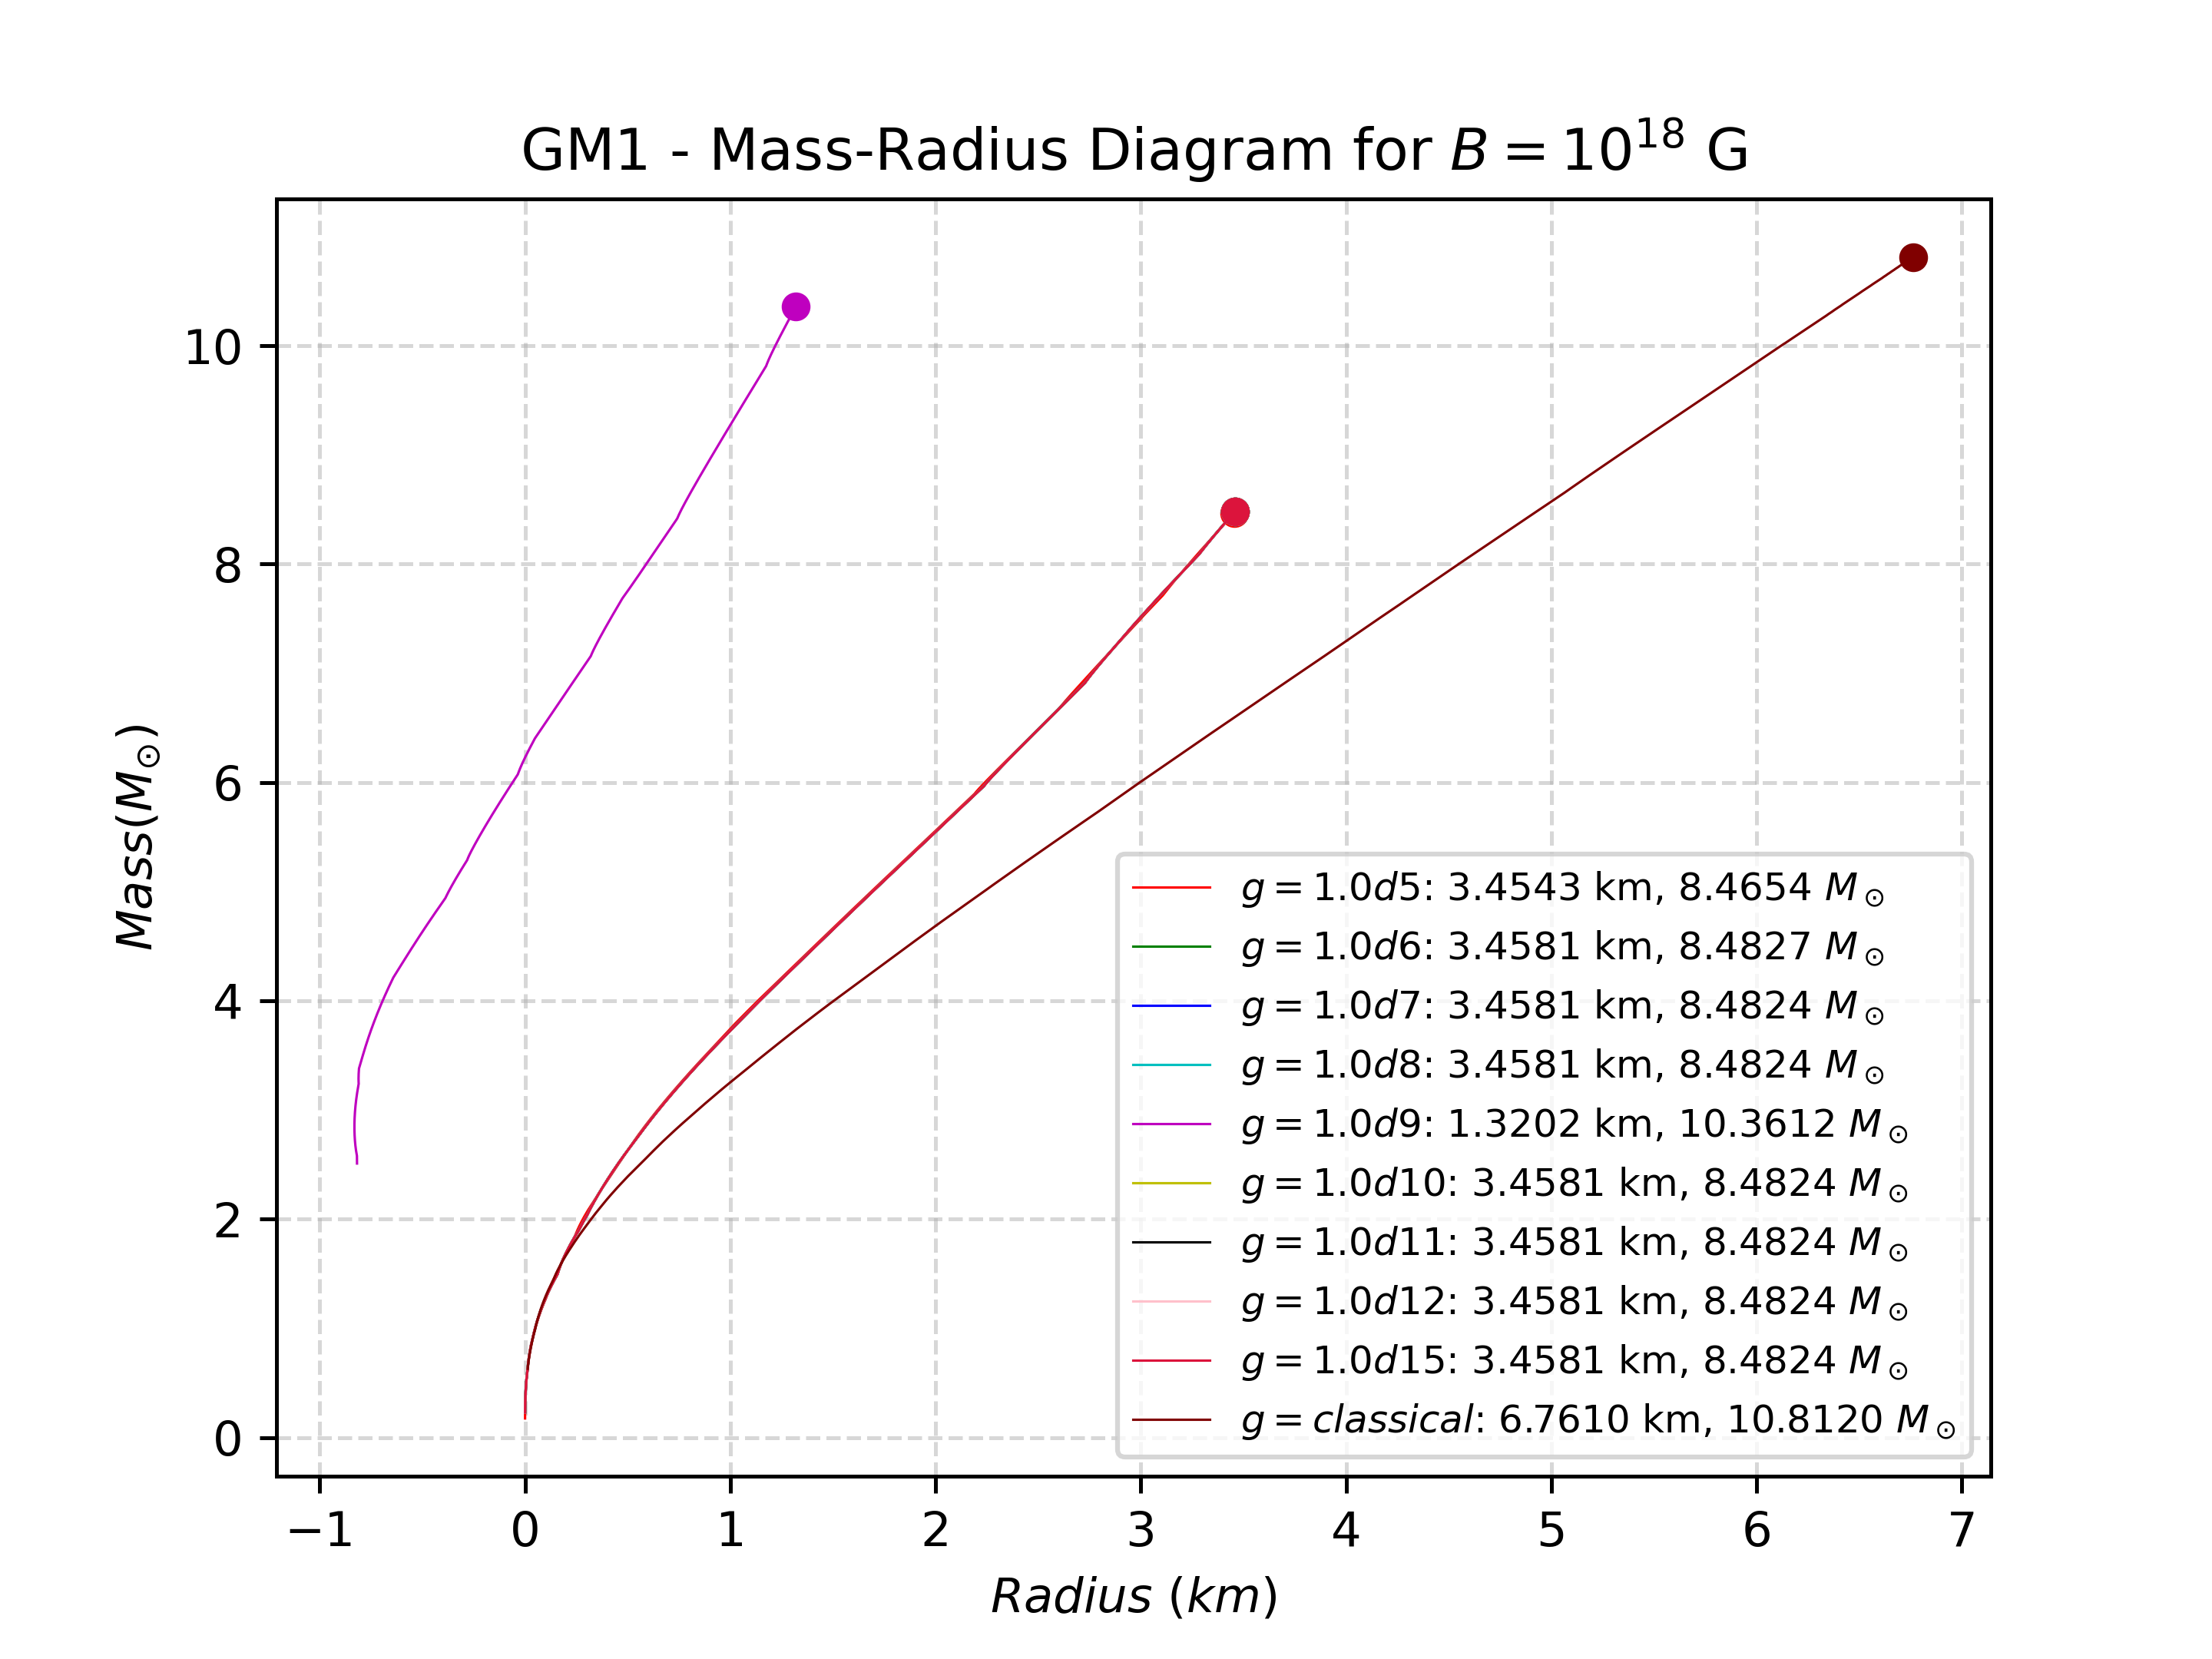 GM1 - Mass-Radius Diagram for $B = 10^{18}$ G
10
8
6
4
2
0
Mass(M⊙)
g = 1.0d5: 3.4543 km, 8.4654 M⊙
g = 1.0d6: 3.4581 km, 8.4827 M⊙
g = 1.0d7: 3.4581 km, 8.4824 M⊙
g = 1.0d8: 3.4581 km, 8.4824 M⊙
g = 1.0d9: 1.3202 km, 10.3612 M⊙
g = 1.0d10: 3.4581 km, 8.4824 M⊙
g = 1.0d11: 3.4581 km, 8.4824 M⊙
g = 1.0d12: 3.4581 km, 8.4824 M⊙
g = 1.0d15: 3.4581 km, 8.4824 M⊙
g = classical: 6.7610 km, 10.8120 M⊙
−1 0 1 2 3 4 5 6 7
Radius (km)